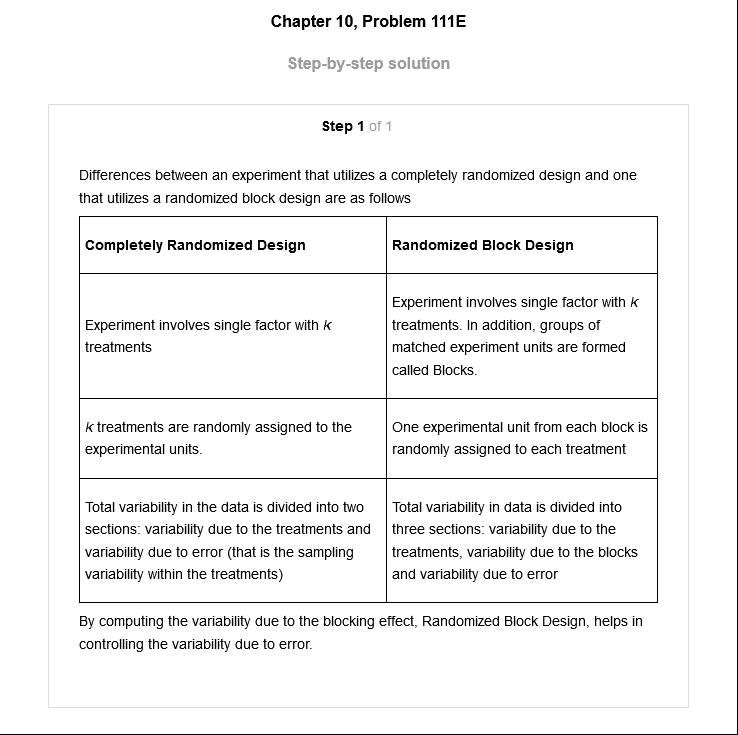 Chapter 10, Problem 111E
Step-by-step solution
Step 1 of 1
Differences between an experiment that utilizes a completely randomized design and one
that utilizes a randomized block design are as follows
Completely Randomized Design
Randomized Block Design
Experiment involves single factor with k
treatments
Experiment involves single factor with k
treatments. In addition, groups of
matched experiment units are formed
called Blocks.
k treatments are randomly assigned to the
experimental units.
One experimental unit from each block is
randomly assigned to each treatment
Total variability in the data is divided into two
sections: variability due to the treatments and
variability due to error (that is the sampling
variability within the treatments)
Total variability in data is divided into
three sections: variability due to the
treatments, variability due to the blocks
and variability due to error
By computing the variability due to the blocking effect, Randomized Block Design, helps in
controlling the variability due to error.